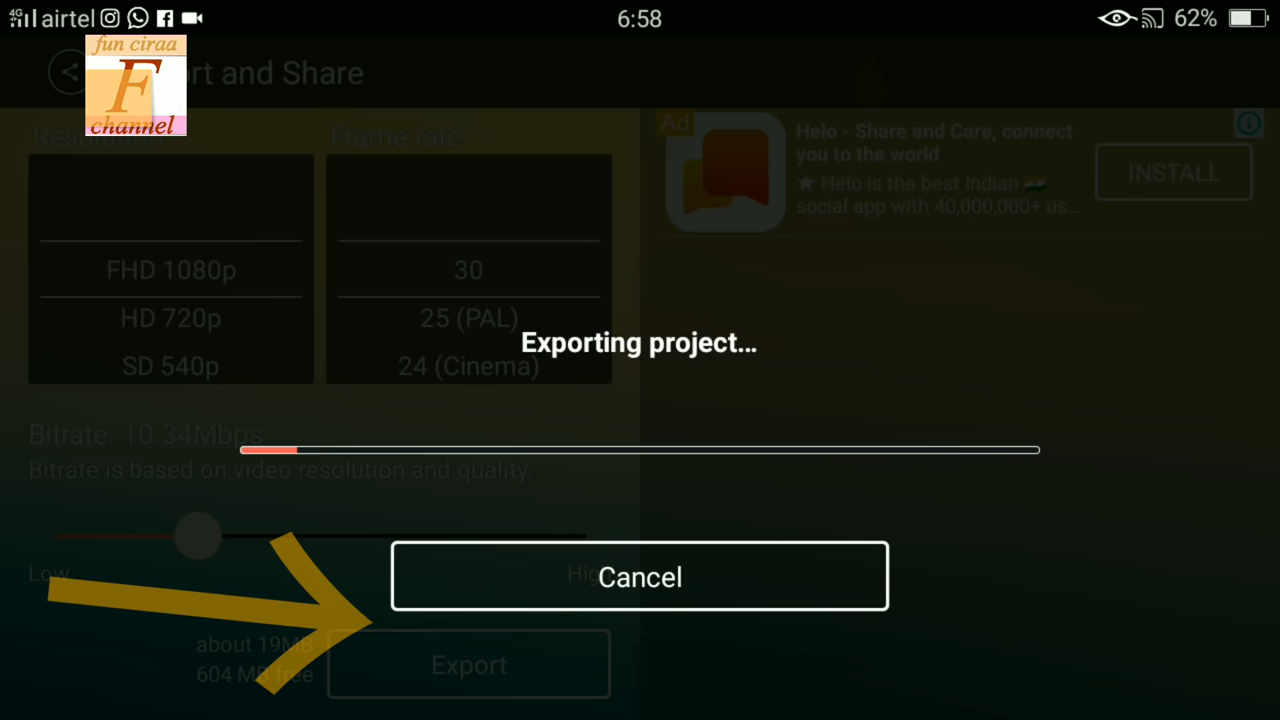 4G airtel 6:58 62%
fun ciraa
F
channel
rt and Share
Resolution Frame rate
FHD 1080p 30
HD 720p 25 (PAL)
SD 540p 24 (Cinema)
Bitrate: 10.34Mbps
Bitrate is based on video resolution and quality.
Low High
about 19MB
604 MB free
Export
Ad
Helo - Share and Care, connect
you to the world
★ Helo is the best Indian 🇮🇳
social app with 40,000,000+ us...
INSTALL
Exporting project...
Cancel